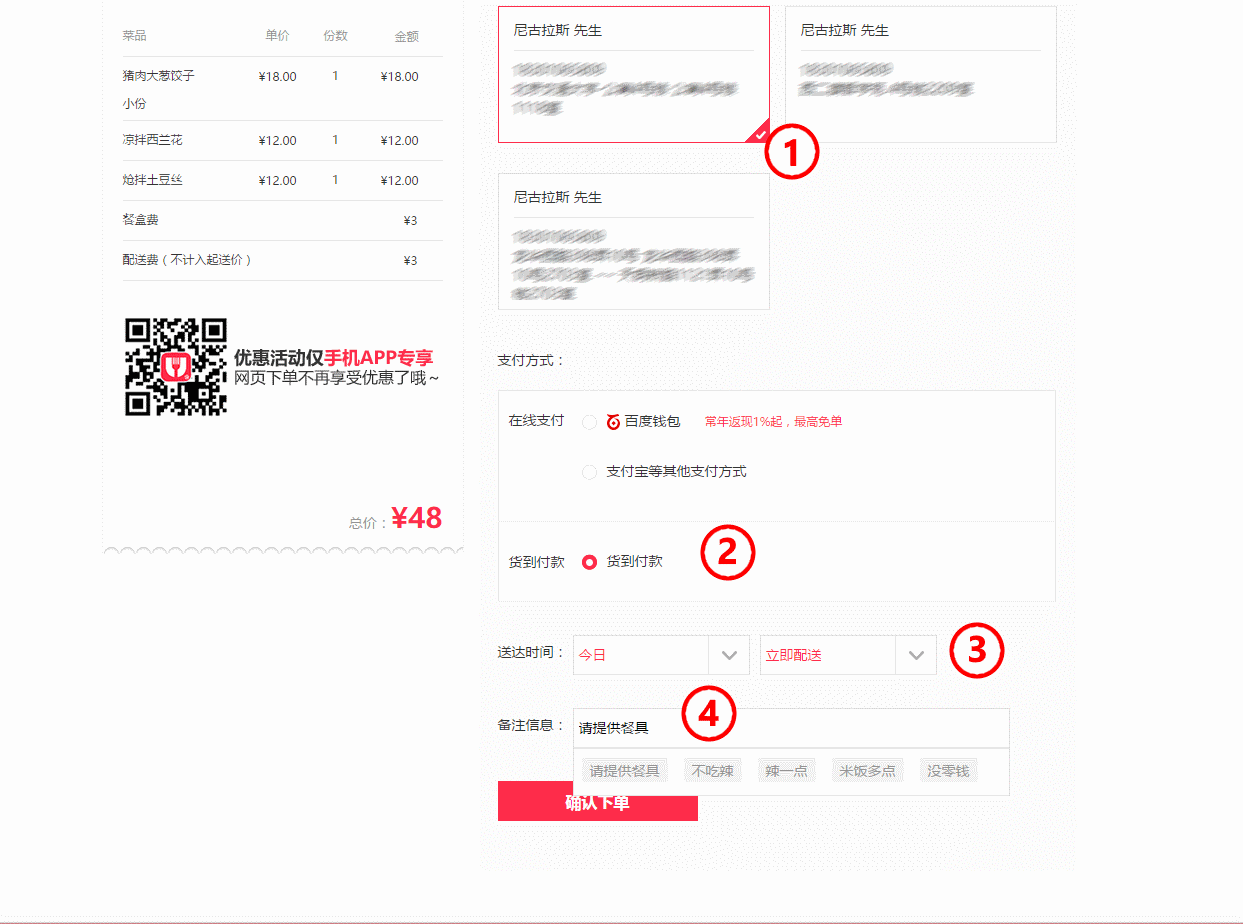 菜品 单价 份数 金额
猪肉大葱饺子 ¥18.00 1 ¥18.00
小份
凉拌西兰花 ¥12.00 1 ¥12.00
炝拌土豆丝 ¥12.00 1 ¥12.00
餐盒费 ¥3
配送费（不计入起送价） ¥3
优惠活动仅手机APP专享
网页下单不再享受优惠了哦～
总价：¥48
尼古拉斯 先生
尼古拉斯 先生
1
尼古拉斯 先生
支付方式：
在线支付 百度钱包 常年返现1%起，最高免单
支付宝等其他支付方式
货到付款 货到付款 2
送达时间： 今日 立即配送 3
备注信息： 请提供餐具 4
请提供餐具 不吃辣 辣一点 米饭多点 没零钱
确认下单